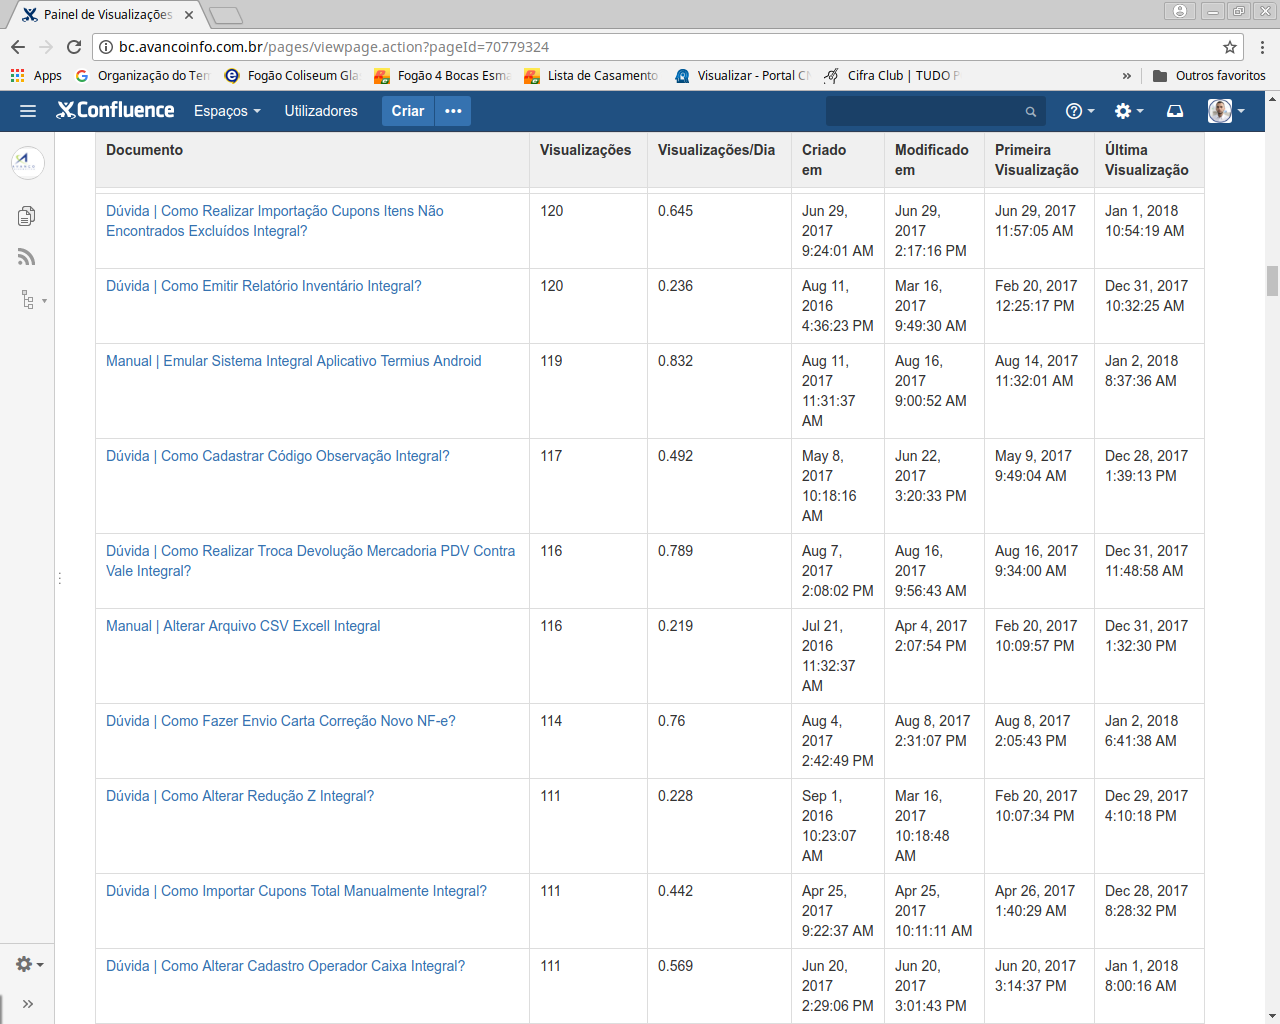 Painel de Visualizações
bc.avancoinfo.com.br/pages/viewpage.action?pageId=70779324
Apps Organização do Ter Fogão Coliseum Gla Fogão 4 Bocas Esma Lista de Casamento Visualizar - Portal C Cifra Club | TUDO P » Outros favoritos
Confluence Espaços Utilizadores Criar •••
Documento Visualizações Visualizações/Dia Criado em Modificado em Primeira Visualização Última Visualização
Dúvida | Como Realizar Importação Cupons Itens Não 120 0.645 Jun 29, Jun 29, Jun 29, 2017 Jan 1, 2018
Encontrados Excluídos Integral? 2017 2017 11:57:05 AM 10:54:19 AM
9:24:01 AM 2:17:16 PM
Dúvida | Como Emitir Relatório Inventário Integral? 120 0.236 Aug 11, Mar 16, Feb 20, 2017 Dec 31, 2017
2016 2017 12:25:17 PM 10:32:25 AM
4:36:23 PM 9:49:30 AM
Manual | Emular Sistema Integral Aplicativo Termius Android 119 0.832 Aug 11, Aug 16, Aug 14, 2017 Jan 2, 2018
2017 2017 11:32:01 AM 8:37:36 AM
11:31:37 9:00:52 AM
AM
Dúvida | Como Cadastrar Código Observação Integral? 117 0.492 May 8, Jun 22, May 9, 2017 Dec 28, 2017
2017 2017 9:49:04 AM 1:39:13 PM
10:18:16 3:20:33 PM
AM
Dúvida | Como Realizar Troca Devolução Mercadoria PDV Contra 116 0.789 Aug 7, Aug 16, Aug 16, 2017 Dec 31, 2017
Vale Integral? 2017 2017 9:34:00 AM 11:48:58 AM
2:08:02 PM 9:56:43 AM
Manual | Alterar Arquivo CSV Excell Integral 116 0.219 Jul 21, Apr 4, 2017 Feb 20, 2017 Dec 31, 2017
2016 2:07:54 PM 10:09:57 PM 1:32:30 PM
11:32:37
AM
Dúvida | Como Fazer Envio Carta Correção Novo NF-e? 114 0.76 Aug 4, Aug 8, 2017 Aug 8, 2017 Jan 2, 2018
2017 2:31:07 PM 2:05:43 PM 6:41:38 AM
2:42:49 PM
Dúvida | Como Alterar Redução Z Integral? 111 0.228 Sep 1, Mar 16, Feb 20, 2017 Dec 29, 2017
2016 2017 10:07:34 PM 4:10:18 PM
10:23:07 10:18:48
AM AM
Dúvida | Como Importar Cupons Total Manualmente Integral? 111 0.442 Apr 25, Apr 25, Apr 26, 2017 Dec 28, 2017
2017 2017 1:40:29 AM 8:28:32 PM
9:22:37 AM 10:11:11 AM
Dúvida | Como Alterar Cadastro Operador Caixa Integral? 111 0.569 Jun 20, Jun 20, Jun 20, 2017 Jan 1, 2018
2017 2017 3:14:37 PM 8:00:16 AM
2:29:06 PM 3:01:43 PM